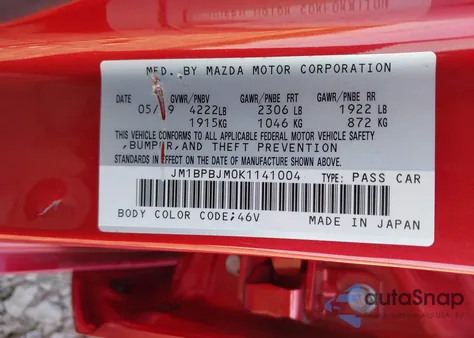 MFD. BY MAZDA MOTOR CORPORATION
DATE GVWR/PNBV GAWR/PNBE FRT GAWR/PNBE RR
05/ 9 4222LB 2306 LB 1922 LB
1915KG 1046 KG 872 KG
THIS VEHICLE CONFORMS TO ALL APPLICABLE FEDERAL MOTOR VEHICLE SAFETY
,BUMPER,AND THEFT PREVENTION
STANDARDS IN EFFECT ON THE DATE OF MANUFACTURE SHOWN ABOVE.
JM1BPBJM0K1141004 TYPE: PASS CAR
BODY COLOR CODE;46V MADE IN JAPAN
autoSnap